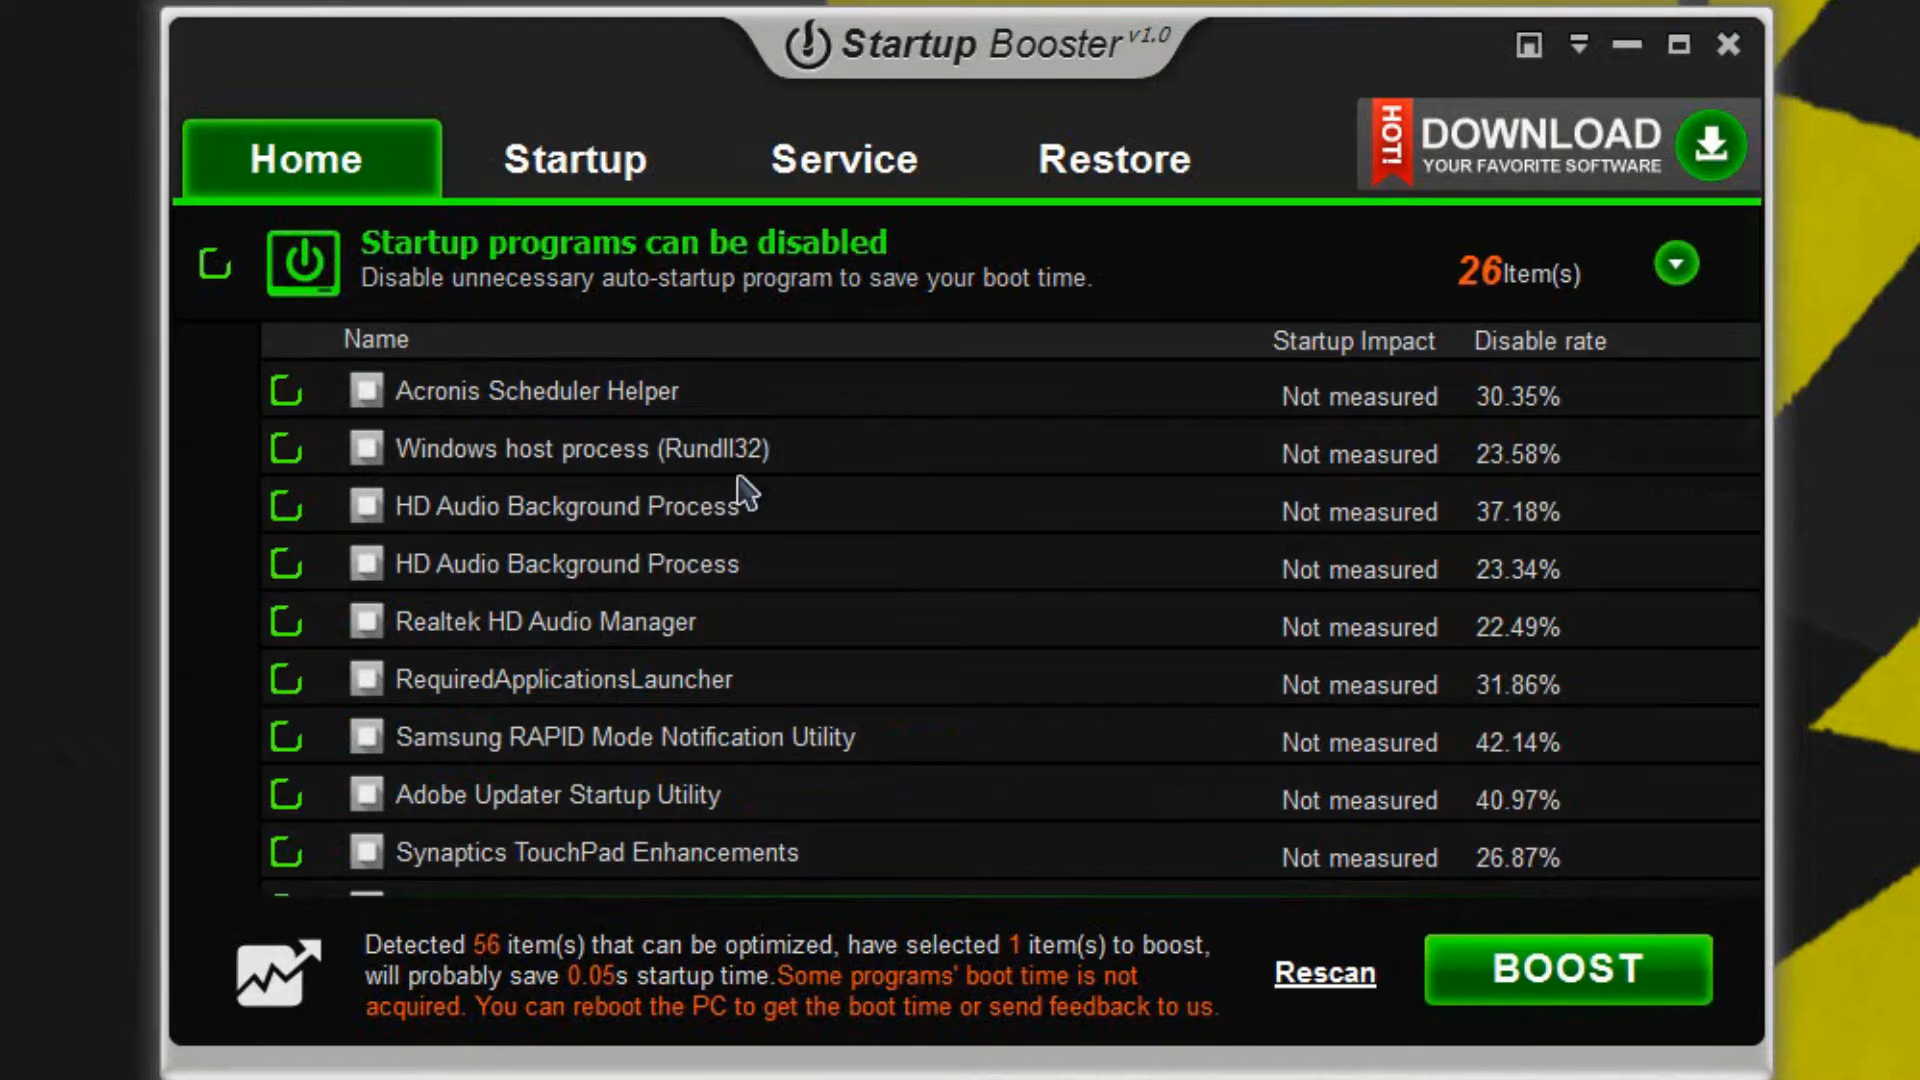 Startup Booster v1.0
HOT!
DOWNLOAD
YOUR FAVORITE SOFTWARE
Home Startup Service Restore
Startup programs can be disabled
Disable unnecessary auto-startup program to save your boot time.
26Item(s)
Name Startup Impact Disable rate
Acronis Scheduler Helper Not measured 30.35%
Windows host process (Rundll32) Not measured 23.58%
HD Audio Background Process Not measured 37.18%
HD Audio Background Process Not measured 23.34%
Realtek HD Audio Manager Not measured 22.49%
RequiredApplicationsLauncher Not measured 31.86%
Samsung RAPID Mode Notification Utility Not measured 42.14%
Adobe Updater Startup Utility Not measured 40.97%
Synaptics TouchPad Enhancements Not measured 26.87%
Detected 56 item(s) that can be optimized, have selected 1 item(s) to boost,
will probably save 0.05s startup time.Some programs' boot time is not
acquired. You can reboot the PC to get the boot time or send feedback to us.
Rescan
BOOST